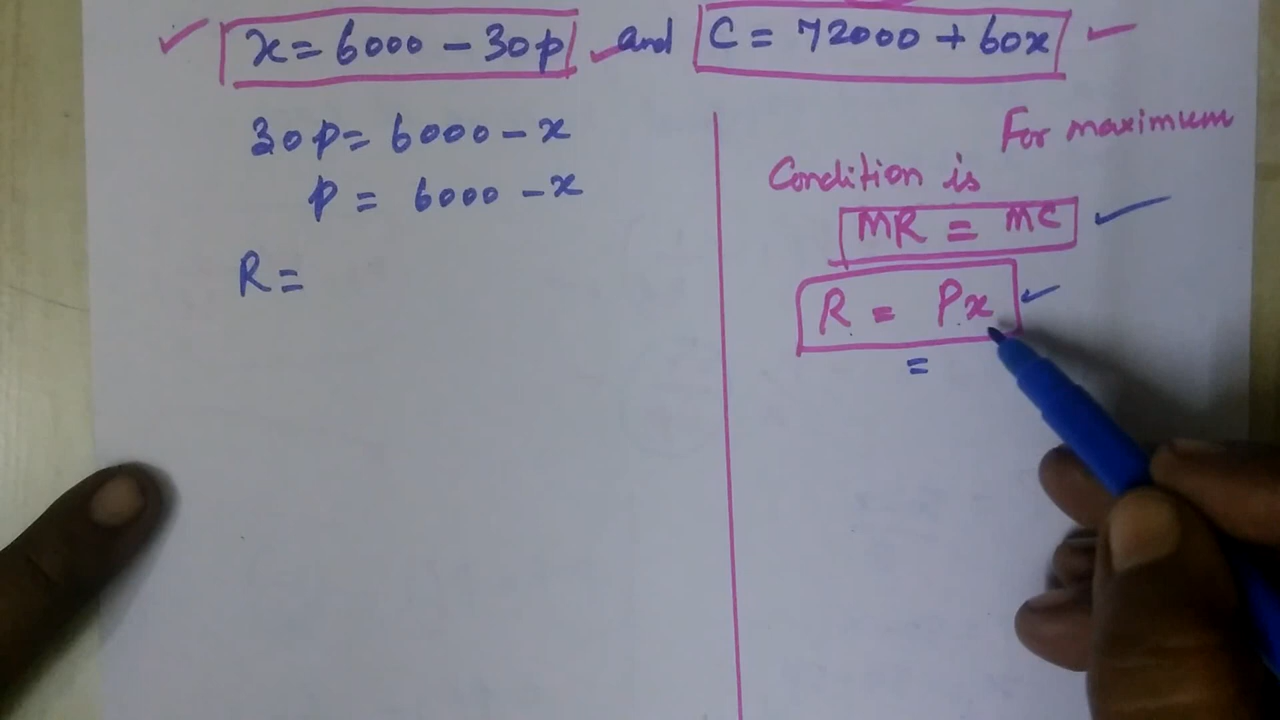 x = 6000 - 30p and C = 72000 + 60x
30p = 6000 - x
p = 6000 - x
R =
For maximum
Condition is
MR = MC
R = Px
=